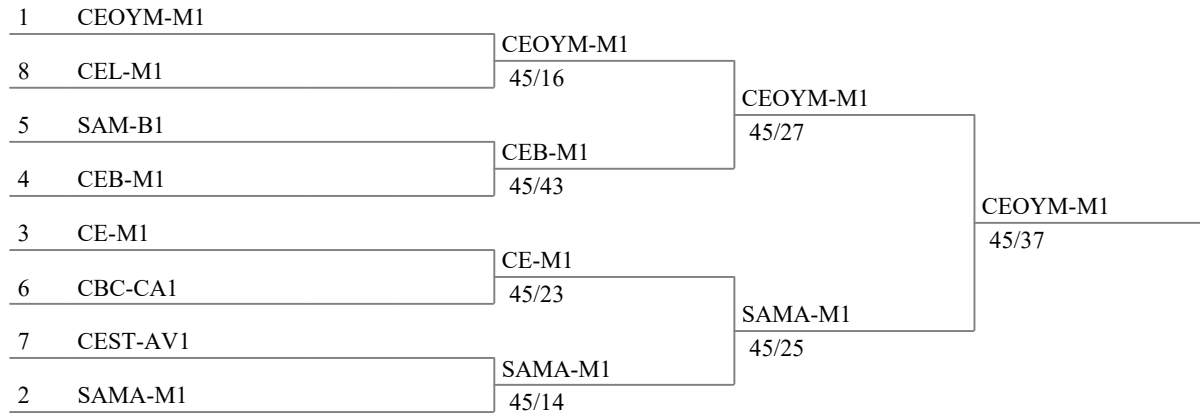 1 CEOYM-M1
CEOYM-M1
8 CEL-M1
45/16
CEOYM-M1
5 SAM-B1
45/27
CEB-M1
4 CEB-M1
45/43
CEOYM-M1
3 CE-M1
45/37
CE-M1
6 CBC-CA1
45/23
SAMA-M1
7 CEST-AV1
45/25
SAMA-M1
2 SAMA-M1
45/14